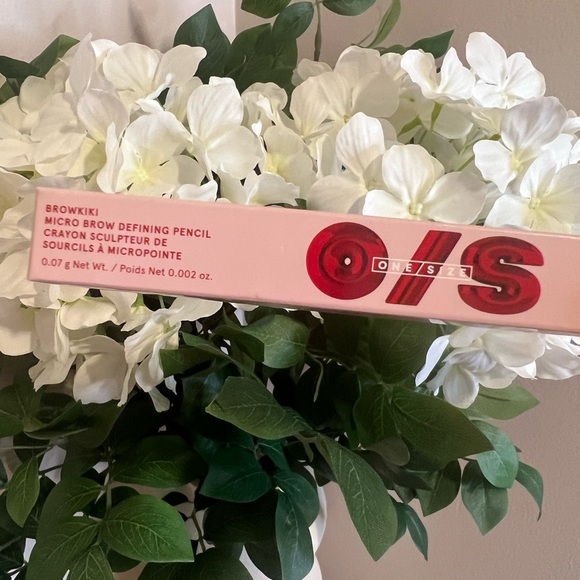 BROWKIKI
MICRO BROW DEFINING PENCIL
CRAYON SCULPTEUR DE
SOURCILS À MICROPOINTE
0.07 g Net Wt. / Poids Net 0.002 oz.
O/S
ONE/SIZE